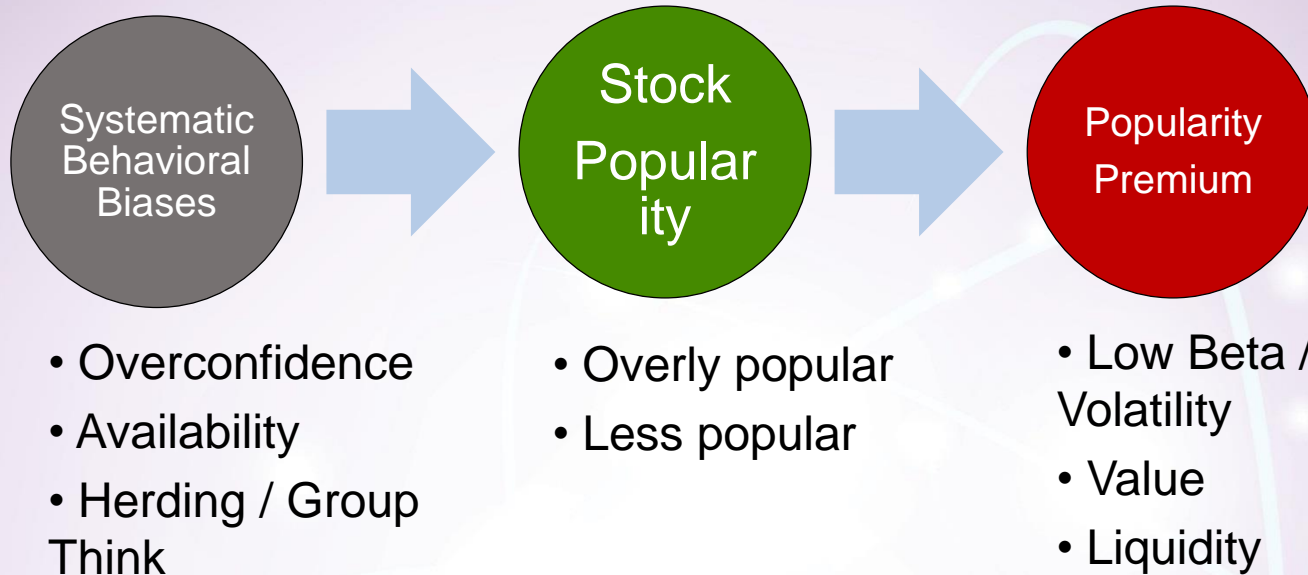 Systematic
Behavioral
Biases
Stock
Popular
ity
Popularity
Premium
• Overconfidence
• Availability
• Herding / Group
Think
• Overly popular
• Less popular
• Low Beta /
Volatility
• Value
• Liquidity